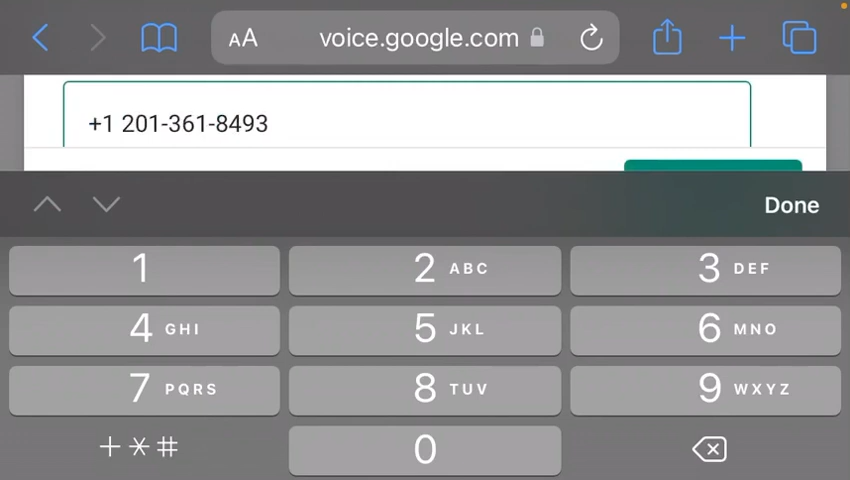 AA voice.google.com
+1 201-361-8493
Done
1
2 ABC
3 DEF
4 GHI
5 JKL
6 MNO
7 PQRS
8 TUV
9 WXYZ
+*#
0